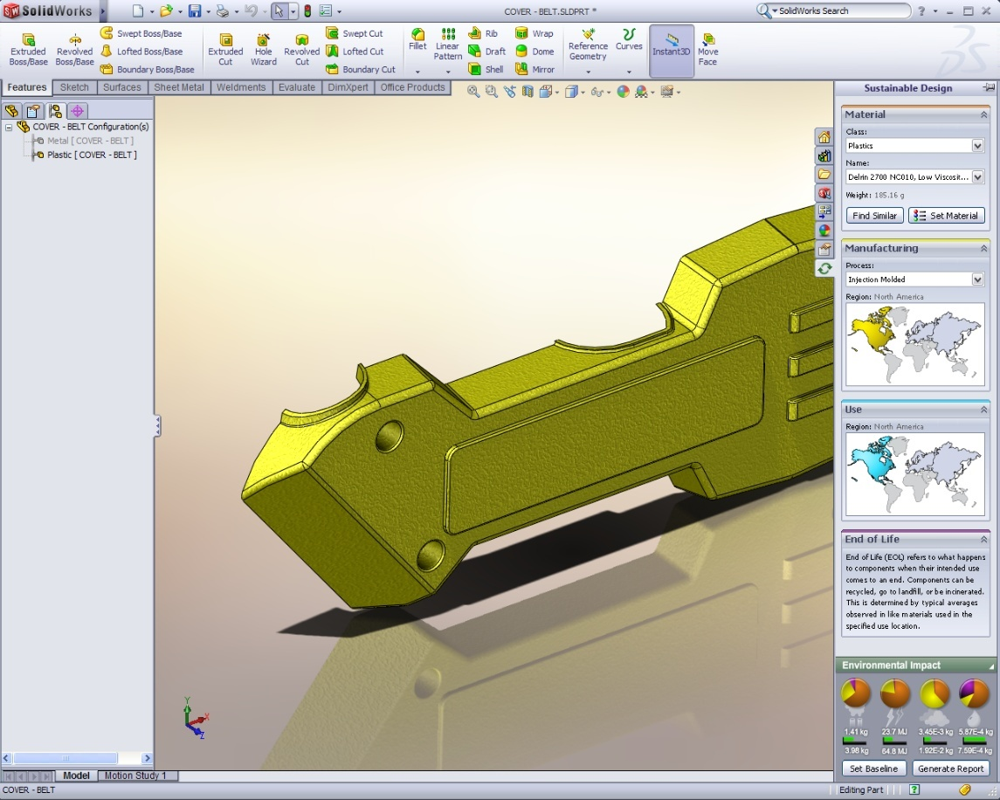 SolidWorks
COVER - BELT.SLDPRT *
SolidWorks Search
Extruded Boss/Base
Revolved Boss/Base
Swept Boss/Base
Lofted Boss/Base
Boundary Boss/Base
Extruded Cut
Hole Wizard
Revolved Cut
Swept Cut
Lofted Cut
Boundary Cut
Fillet
Linear Pattern
Rib
Draft
Shell
Wrap
Dome
Mirror
Reference Geometry
Curves
Instant3D
Move Face
Features
Sketch
Surfaces
Sheet Metal
Weldments
Evaluate
DimXpert
Office Products
COVER - BELT Configuration(s)
Metal [ COVER - BELT ]
Plastic [ COVER - BELT ]
Sustainable Design
Material
Class:
Plastics
Name:
Delrin 2700 NC010, Low Viscosit...
Weight: 185.16 g
Find Similar
Set Material
Manufacturing
Process:
Injection Molded
Region: North America
Use
Region: North America
End of Life
End of Life (EOL) refers to what happens
to components when their intended use
comes to an end. Components can be
recycled, go to landfill, or be incinerated.
This is determined by typical averages
observed in like materials used in the
specified use location.
Environmental Impact
1.41 kg 23.7 MJ 3.45E-3 kg 5.87E-4 kg
3.98 kg 64.8 MJ 1.92E-2 kg 7.59E-4 kg
Set Baseline
Generate Report
Y
X
Z
Model
Motion Study 1
COVER - BELT
Editing Part